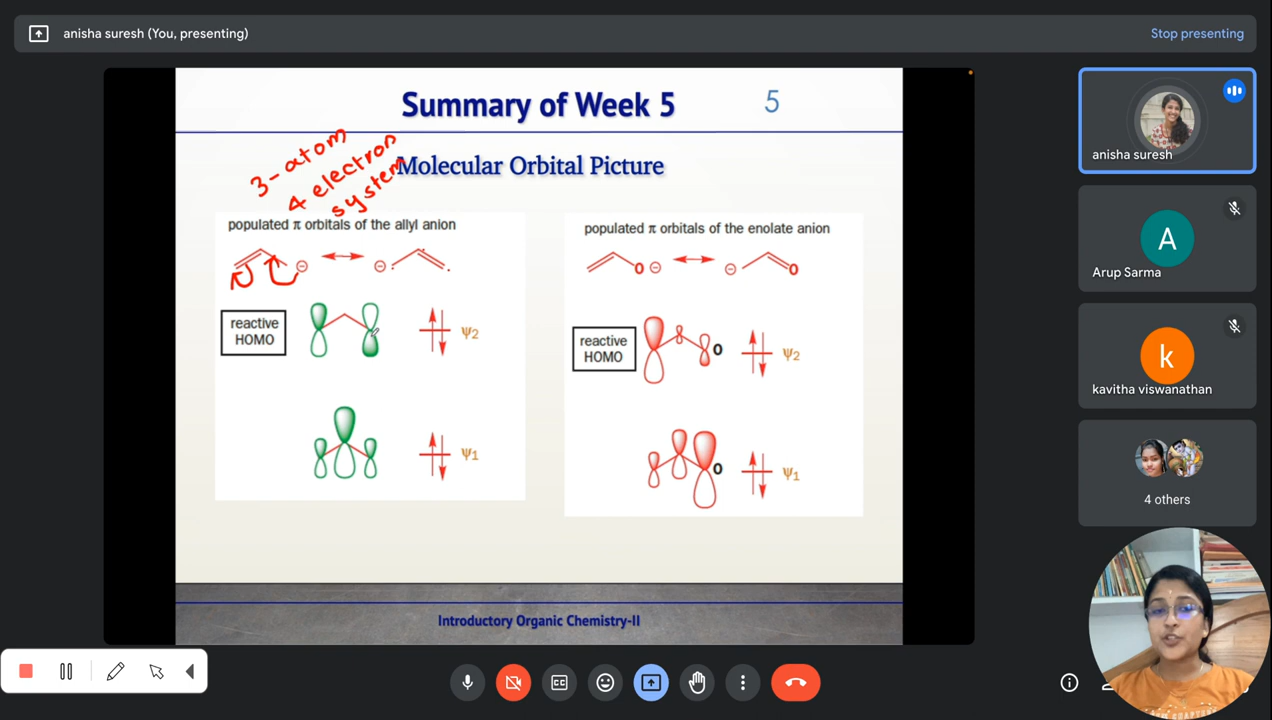 anisha suresh (You, presenting)
Stop presenting
Summary of Week 5
5
3-atom
4 electron
system
Molecular Orbital Picture
populated π orbitals of the allyl anion
⊖ ⊖
reactive
HOMO
ψ2
ψ1
populated π orbitals of the enolate anion
O ⊖ ⊖ O
reactive
HOMO
O
ψ2
O
ψ1
Introductory Organic Chemistry-II
anisha suresh
A
Arup Sarma
k
kavitha viswanathan
4 others
CC